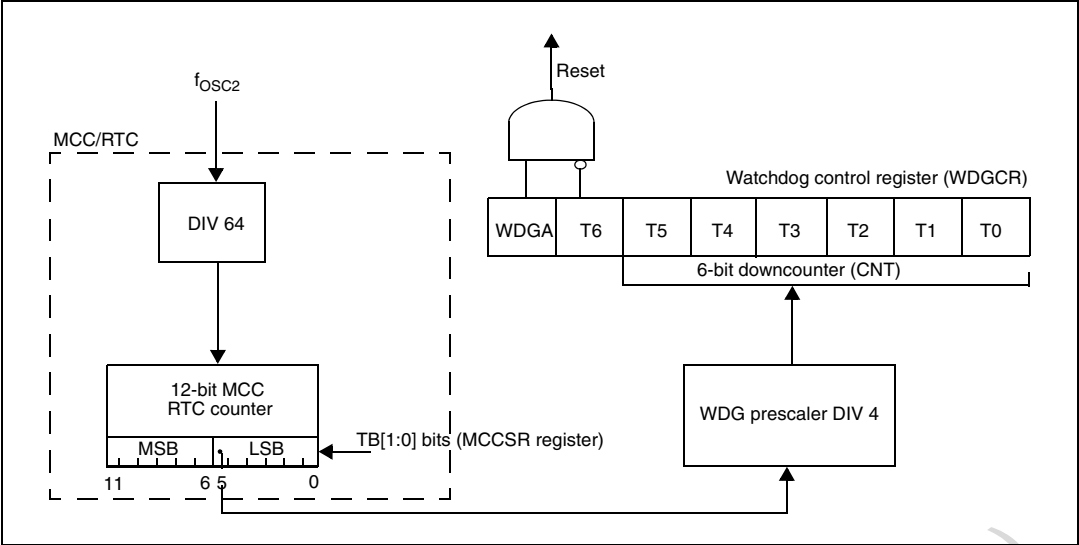 Reset
fOSC2
MCC/RTC
Watchdog control register (WDGCR)
DIV 64
WDGA T6 T5 T4 T3 T2 T1 T0
6-bit downcounter (CNT)
12-bit MCC
RTC counter
WDG prescaler DIV 4
MSB LSB
TB[1:0] bits (MCCSR register)
11 6 5 0